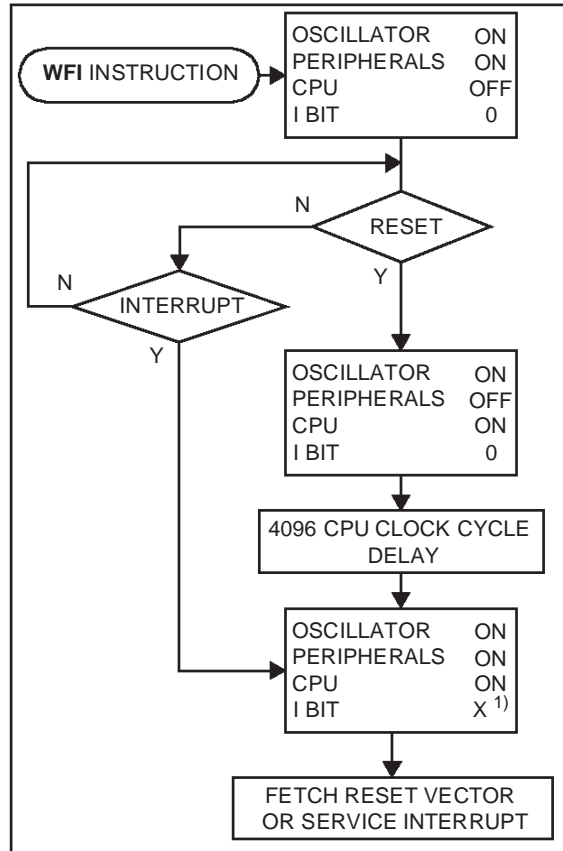 WFI INSTRUCTION
OSCILLATOR ON
PERIPHERALS ON
CPU OFF
I BIT 0
N
RESET
Y
N
INTERRUPT
Y
OSCILLATOR ON
PERIPHERALS OFF
CPU ON
I BIT 0
4096 CPU CLOCK CYCLE
DELAY
OSCILLATOR ON
PERIPHERALS ON
CPU ON
I BIT X 1)
FETCH RESET VECTOR
OR SERVICE INTERRUPT